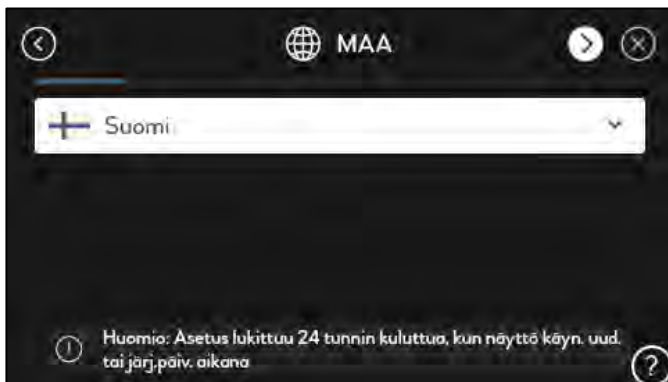 MAA
Suomi
Huomio: Asetus lukittuu 24 tunnin kuluttua, kun näyttö käyn. uud.
tai järj.päiv. aikana
?